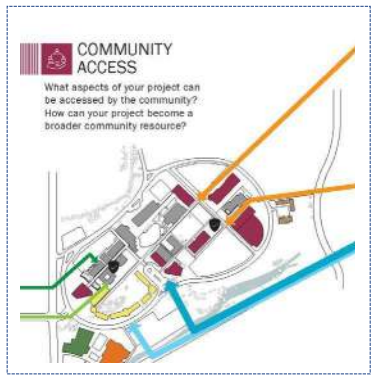 COMMUNITY
ACCESS
What aspects of your project can
be accessed by the community?
How can your project become a
broader community resource?